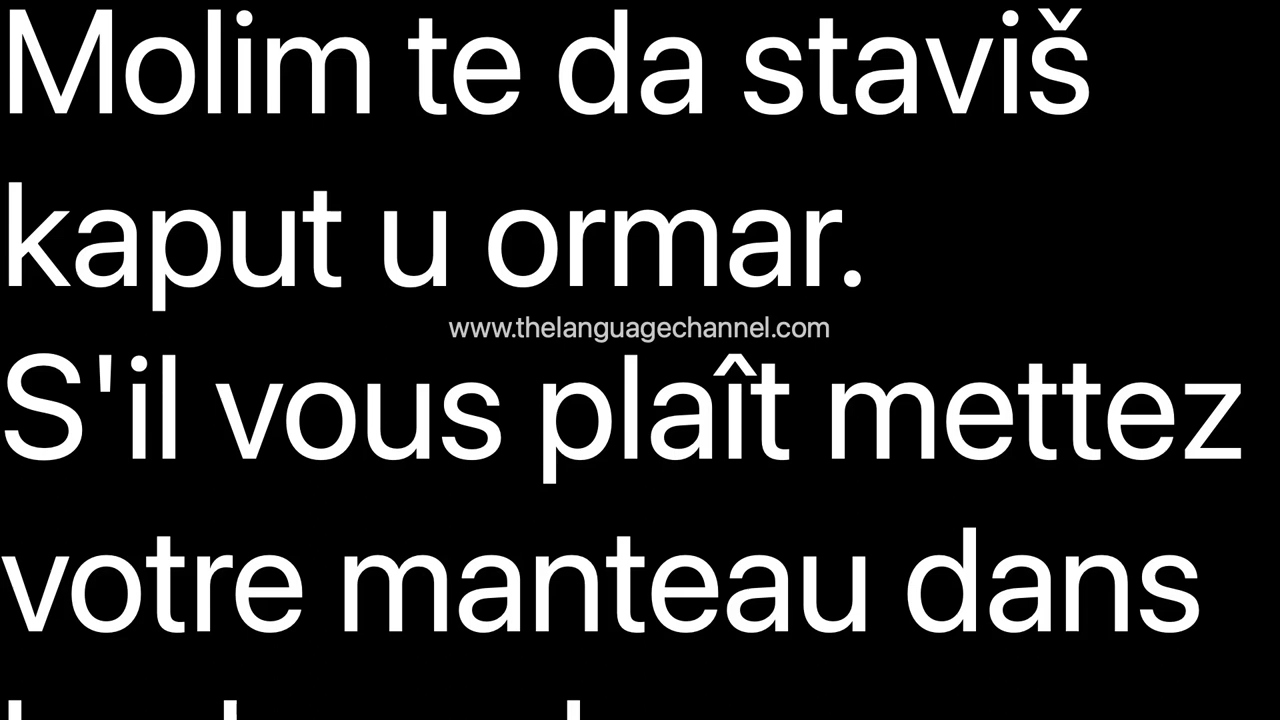 Molim te da staviš
kaput u ormar.
www.thelanguagechannel.com
S'il vous plaît mettez
votre manteau dans